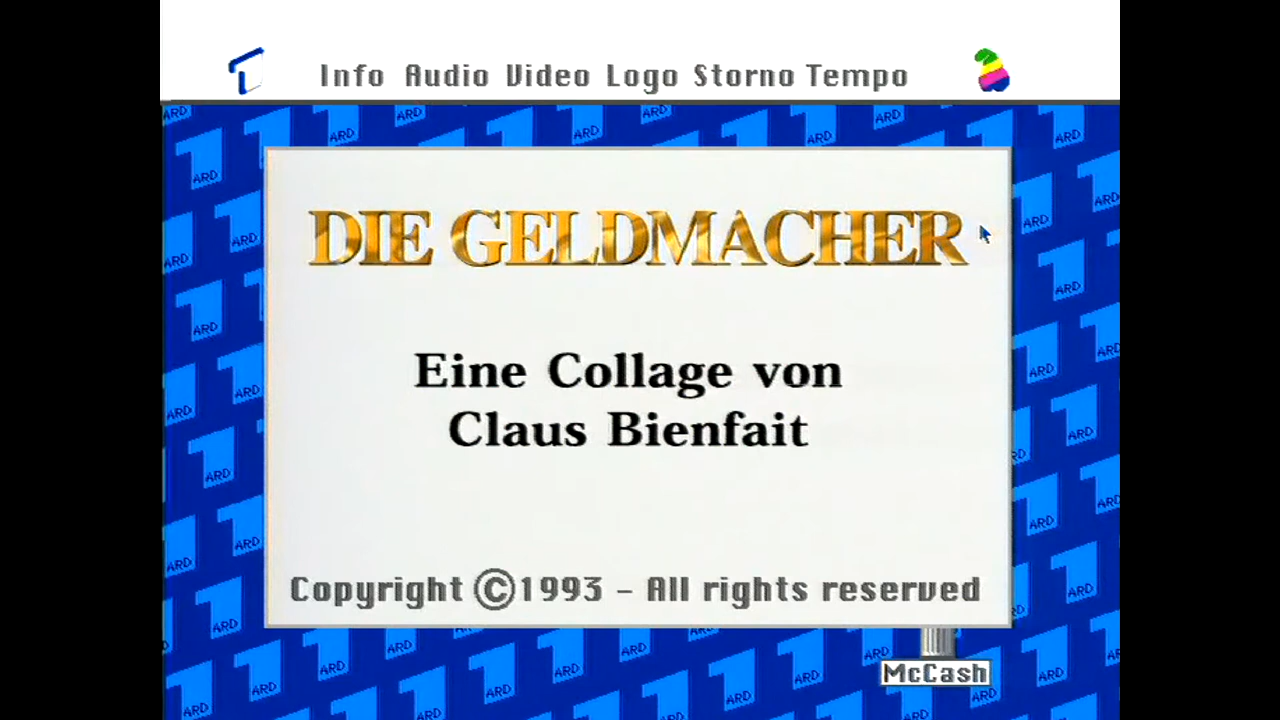 Info Audio Video Logo Storno Tempo
DIE GELDMACHER
Eine Collage von
Claus Bienfait
Copyright ©1993 - All rights reserved
McCash
ARD